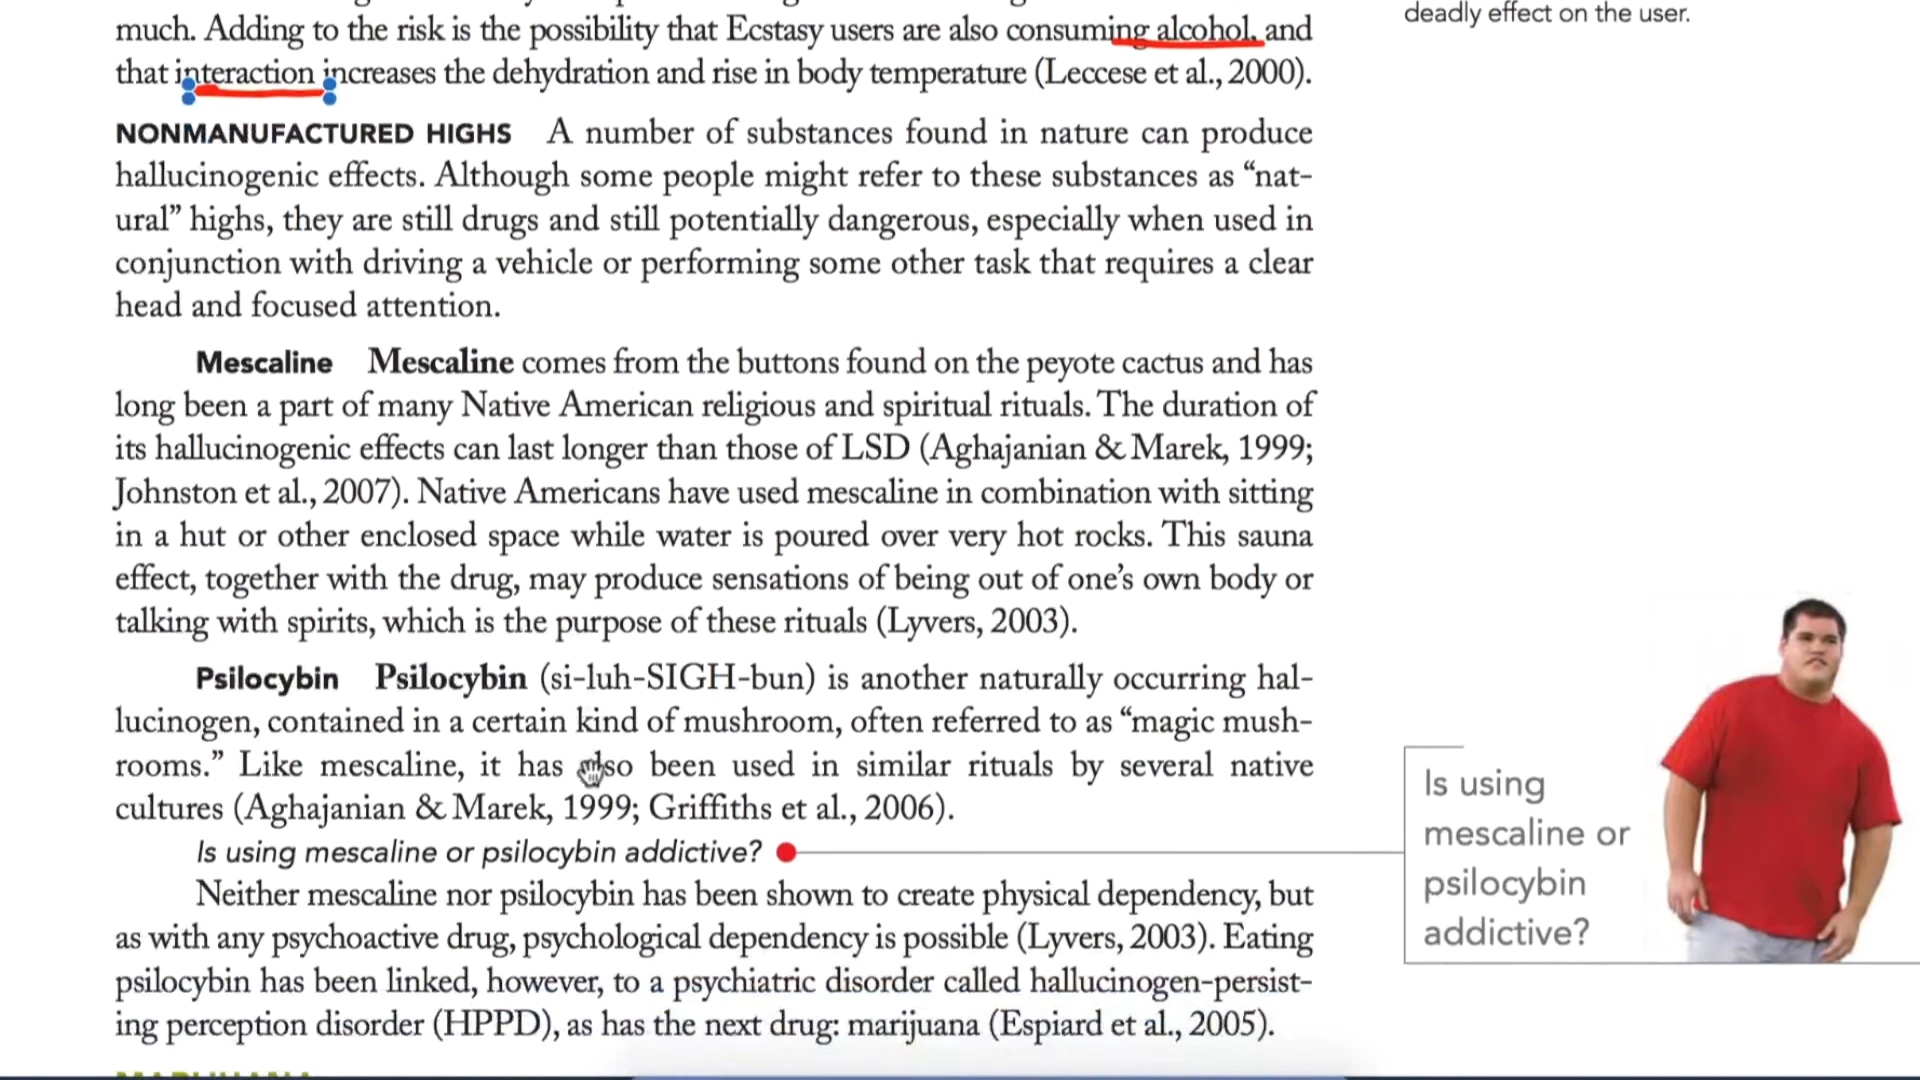 much. Adding to the risk is the possibility that Ecstasy users are also consuming alcohol, and
that interaction increases the dehydration and rise in body temperature (Leccese et al., 2000).
NONMANUFACTURED HIGHS A number of substances found in nature can produce
hallucinogenic effects. Although some people might refer to these substances as “nat-
ural” highs, they are still drugs and still potentially dangerous, especially when used in
conjunction with driving a vehicle or performing some other task that requires a clear
head and focused attention.
Mescaline Mescaline comes from the buttons found on the peyote cactus and has
long been a part of many Native American religious and spiritual rituals. The duration of
its hallucinogenic effects can last longer than those of LSD (Aghajanian & Marek, 1999;
Johnston et al., 2007). Native Americans have used mescaline in combination with sitting
in a hut or other enclosed space while water is poured over very hot rocks. This sauna
effect, together with the drug, may produce sensations of being out of one’s own body or
talking with spirits, which is the purpose of these rituals (Lyvers, 2003).
Psilocybin Psilocybin (si-luh-SIGH-bun) is another naturally occurring hal-
lucinogen, contained in a certain kind of mushroom, often referred to as “magic mush-
rooms.” Like mescaline, it has also been used in similar rituals by several native
cultures (Aghajanian & Marek, 1999; Griffiths et al., 2006).
Is using mescaline or psilocybin addictive?
Neither mescaline nor psilocybin has been shown to create physical dependency, but
as with any psychoactive drug, psychological dependency is possible (Lyvers, 2003). Eating
psilocybin has been linked, however, to a psychiatric disorder called hallucinogen-persist-
ing perception disorder (HPPD), as has the next drug: marijuana (Espiard et al., 2005).
deadly effect on the user.
Is using
mescaline or
psilocybin
addictive?